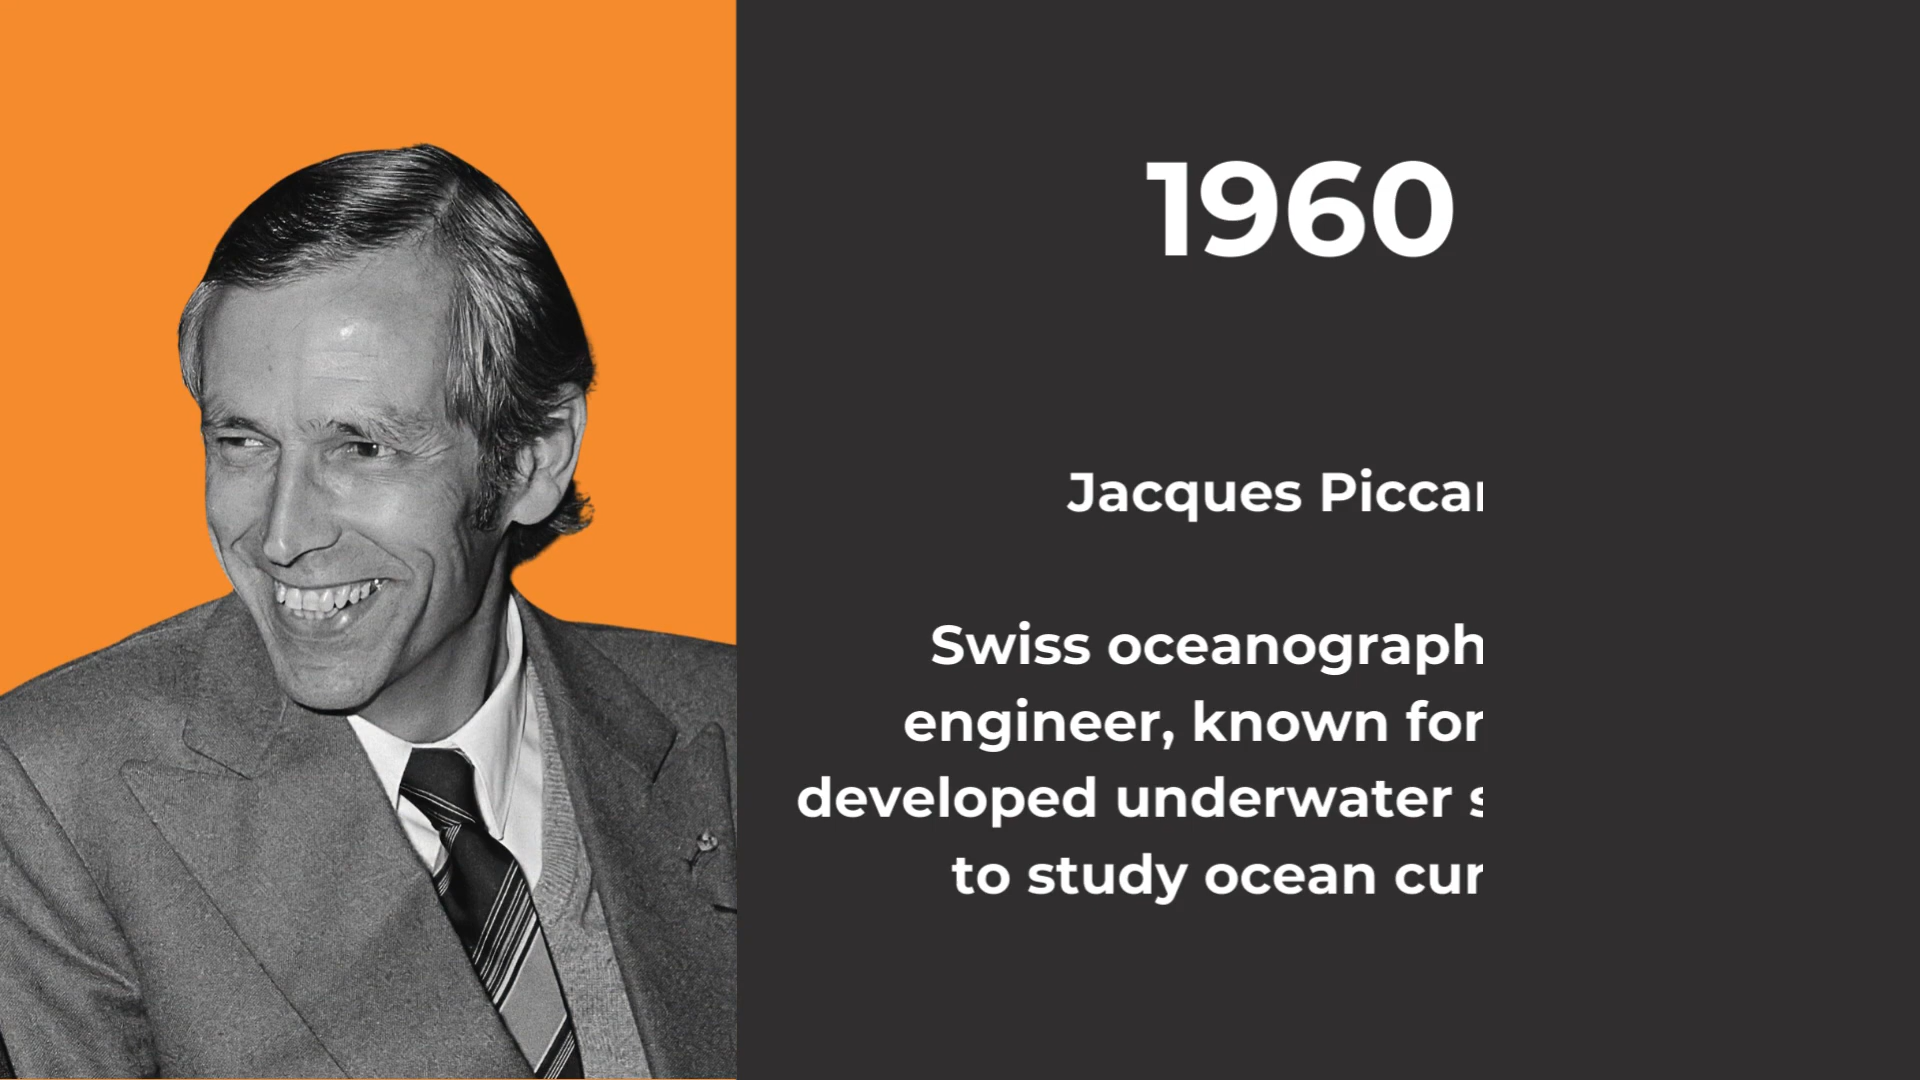 1960
Jacques Piccar
Swiss oceanograph
engineer, known for
developed underwater s
to study ocean cur